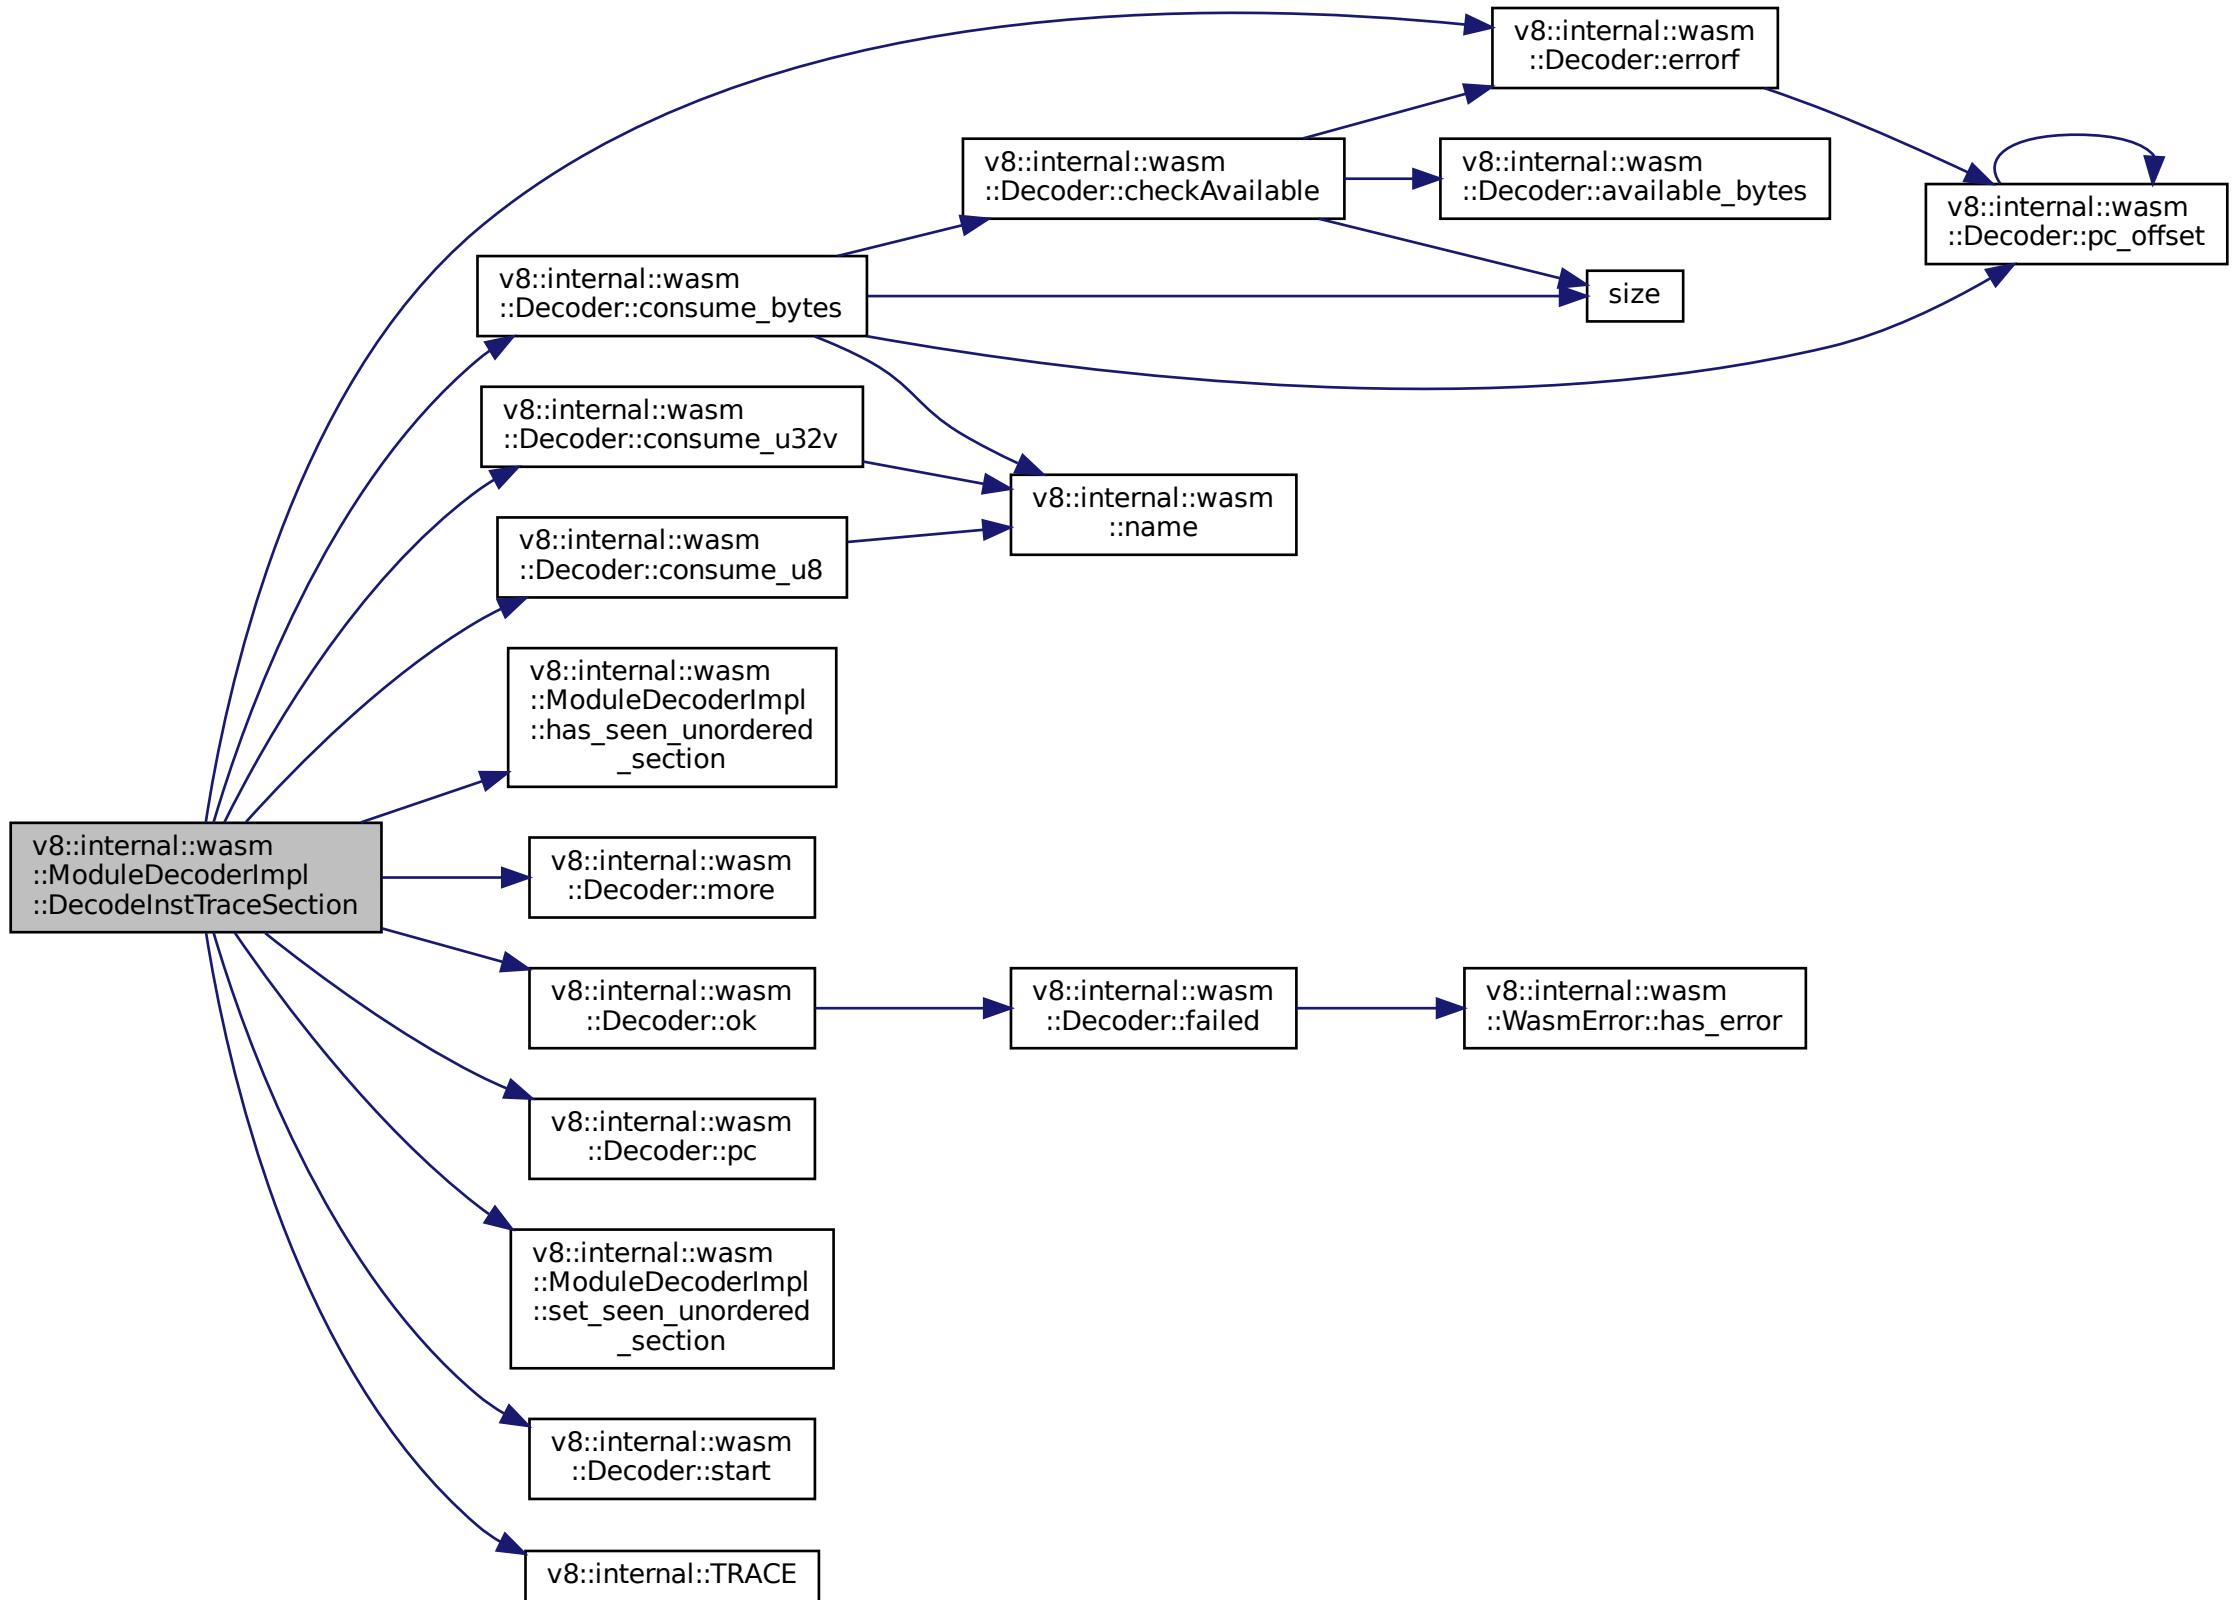 v8::internal::wasm
::Decoder::errorf
v8::internal::wasm
::Decoder::checkAvailable
v8::internal::wasm
::Decoder::available_bytes
v8::internal::wasm
::Decoder::pc_offset
v8::internal::wasm
::Decoder::consume_bytes
size
v8::internal::wasm
::Decoder::consume_u32v
v8::internal::wasm
::name
v8::internal::wasm
::Decoder::consume_u8
v8::internal::wasm
::ModuleDecoderImpl
::has_seen_unordered
_section
v8::internal::wasm
::ModuleDecoderImpl
::DecodeInstTraceSection
v8::internal::wasm
::Decoder::more
v8::internal::wasm
::Decoder::ok
v8::internal::wasm
::Decoder::failed
v8::internal::wasm
::WasmError::has_error
v8::internal::wasm
::Decoder::pc
v8::internal::wasm
::ModuleDecoderImpl
::set_seen_unordered
_section
v8::internal::wasm
::Decoder::start
v8::internal::TRACE